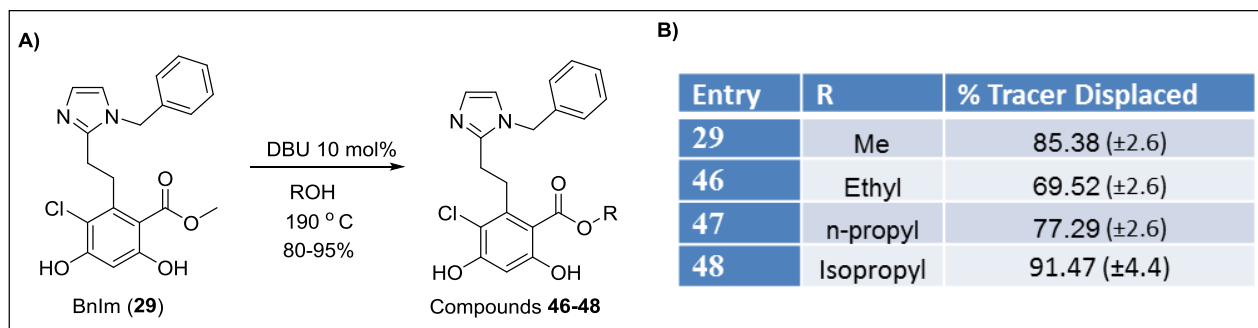 A)
N
N
O
Cl
O
HO
OH
BnIm (29)
DBU 10 mol%
ROH
190 ° C
80-95%
N
N
O
Cl
R
O
HO
OH
Compounds 46-48
B)
Entry R % Tracer Displaced
29 Me 85.38 (±2.6)
46 Ethyl 69.52 (±2.6)
47 n-propyl 77.29 (±2.6)
48 Isopropyl 91.47 (±4.4)